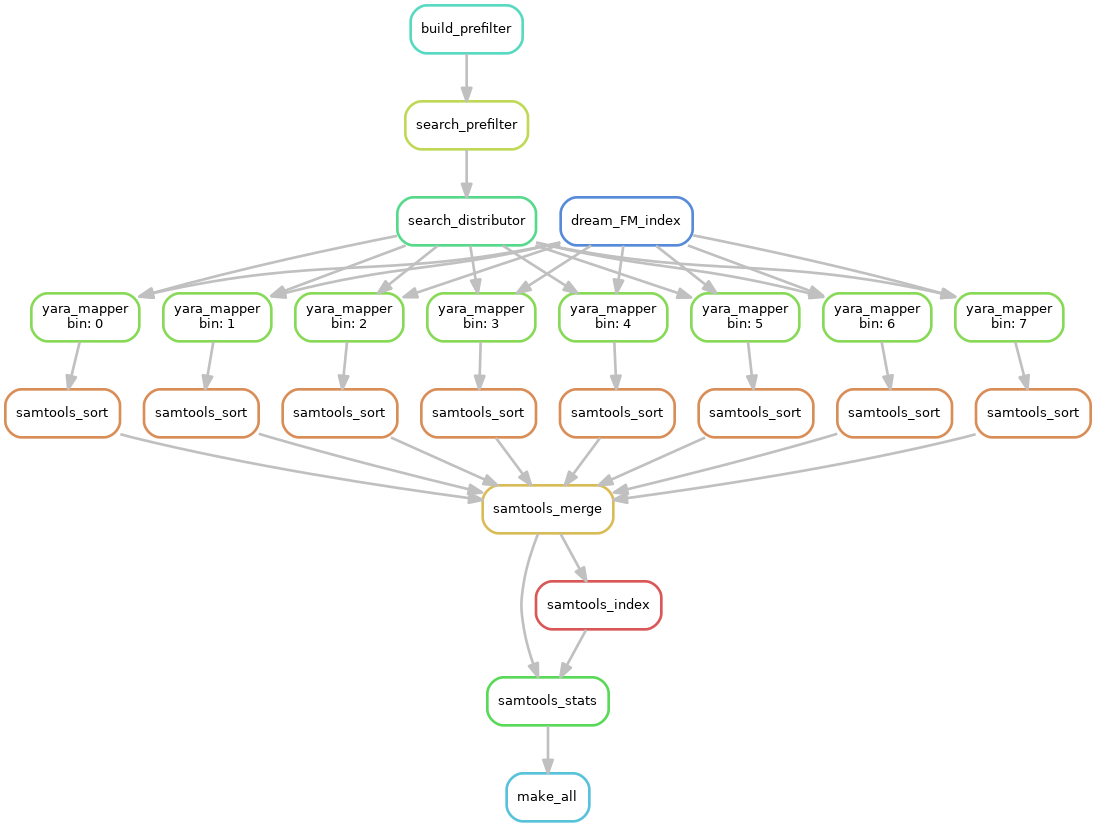 build_prefilter
search_prefilter
search_distributor
dream_FM_index
yara_mapper
bin: 0
yara_mapper
bin: 1
yara_mapper
bin: 2
yara_mapper
bin: 3
yara_mapper
bin: 4
yara_mapper
bin: 5
yara_mapper
bin: 6
yara_mapper
bin: 7
samtools_sort
samtools_sort
samtools_sort
samtools_sort
samtools_sort
samtools_sort
samtools_sort
samtools_sort
samtools_merge
samtools_index
samtools_stats
make_all